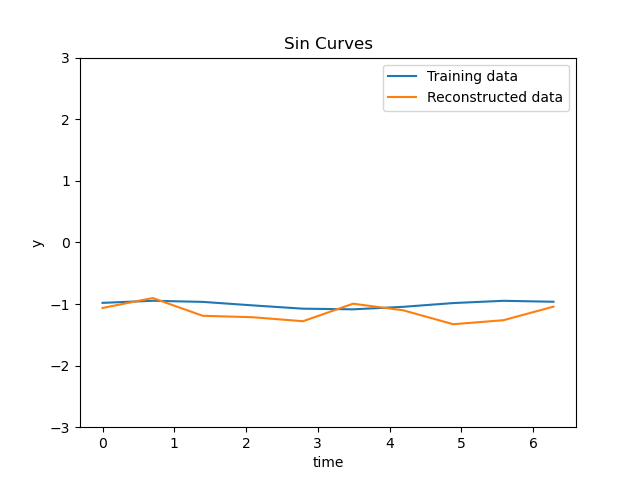 Sin Curves
Training data
Reconstructed data
3
2
1
0
−1
−2
−3
y
0 1 2 3 4 5 6
time